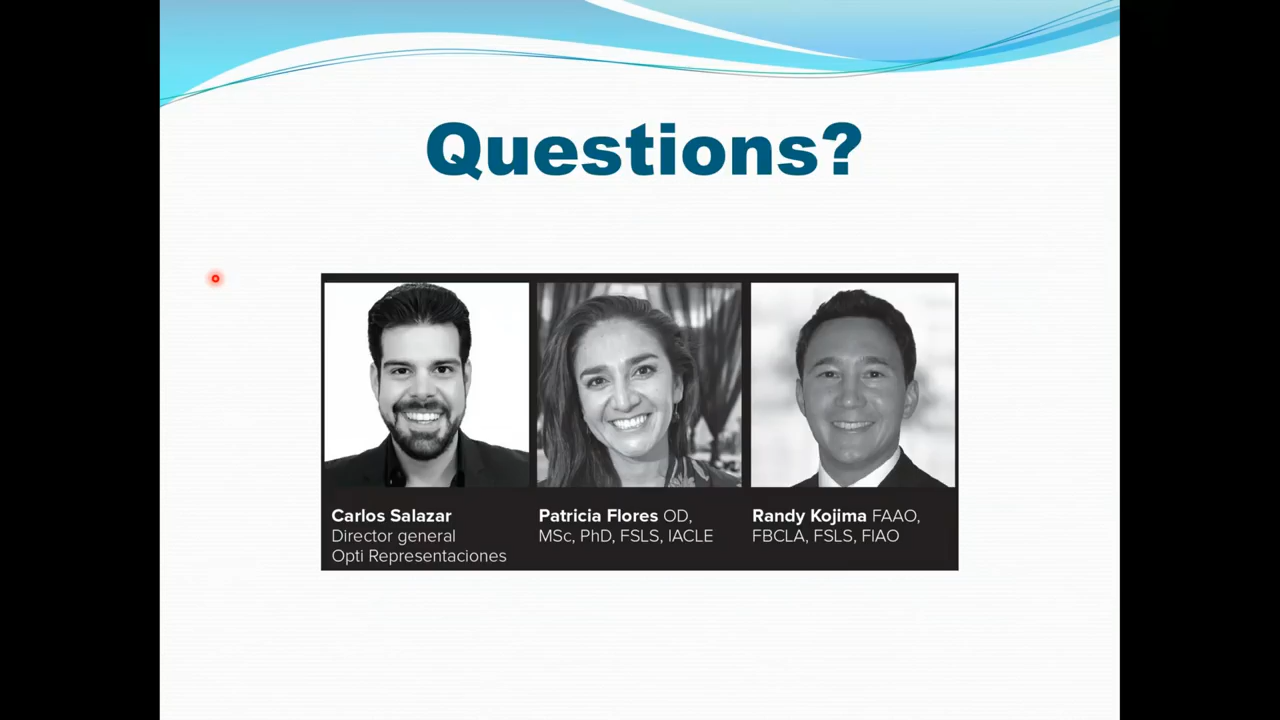 Questions?
Carlos Salazar
Director general
Opti Representaciones
Patricia Flores OD,
MSc, PhD, FSLS, IACLE
Randy Kojima FAAO,
FBCLA, FSLS, FIAO